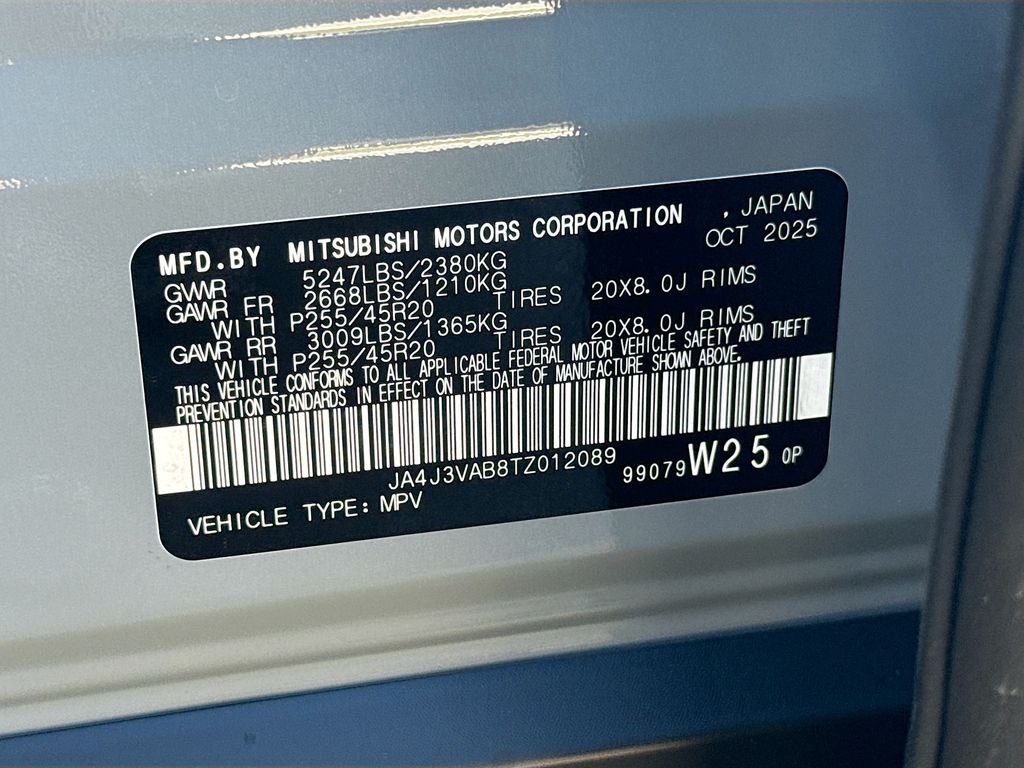 MFD.BY MITSUBISHI MOTORS CORPORATION , JAPAN
OCT 2025
GVWR 5247LBS/2380KG
GAWR FR 2668LBS/1210KG
WITH P255/45R20 TIRES 20X8.0J RIMS
GAWR RR 3009LBS/1365KG
WITH P255/45R20 TIRES 20X8.0J RIMS
THIS VEHICLE CONFORMS TO ALL APPLICABLE FEDERAL MOTOR VEHICLE SAFETY AND THEFT
PREVENTION STANDARDS IN EFFECT ON THE DATE OF MANUFACTURE SHOWN ABOVE.
JA4J3VAB8TZ012089 99079 W25 0P
VEHICLE TYPE: MPV